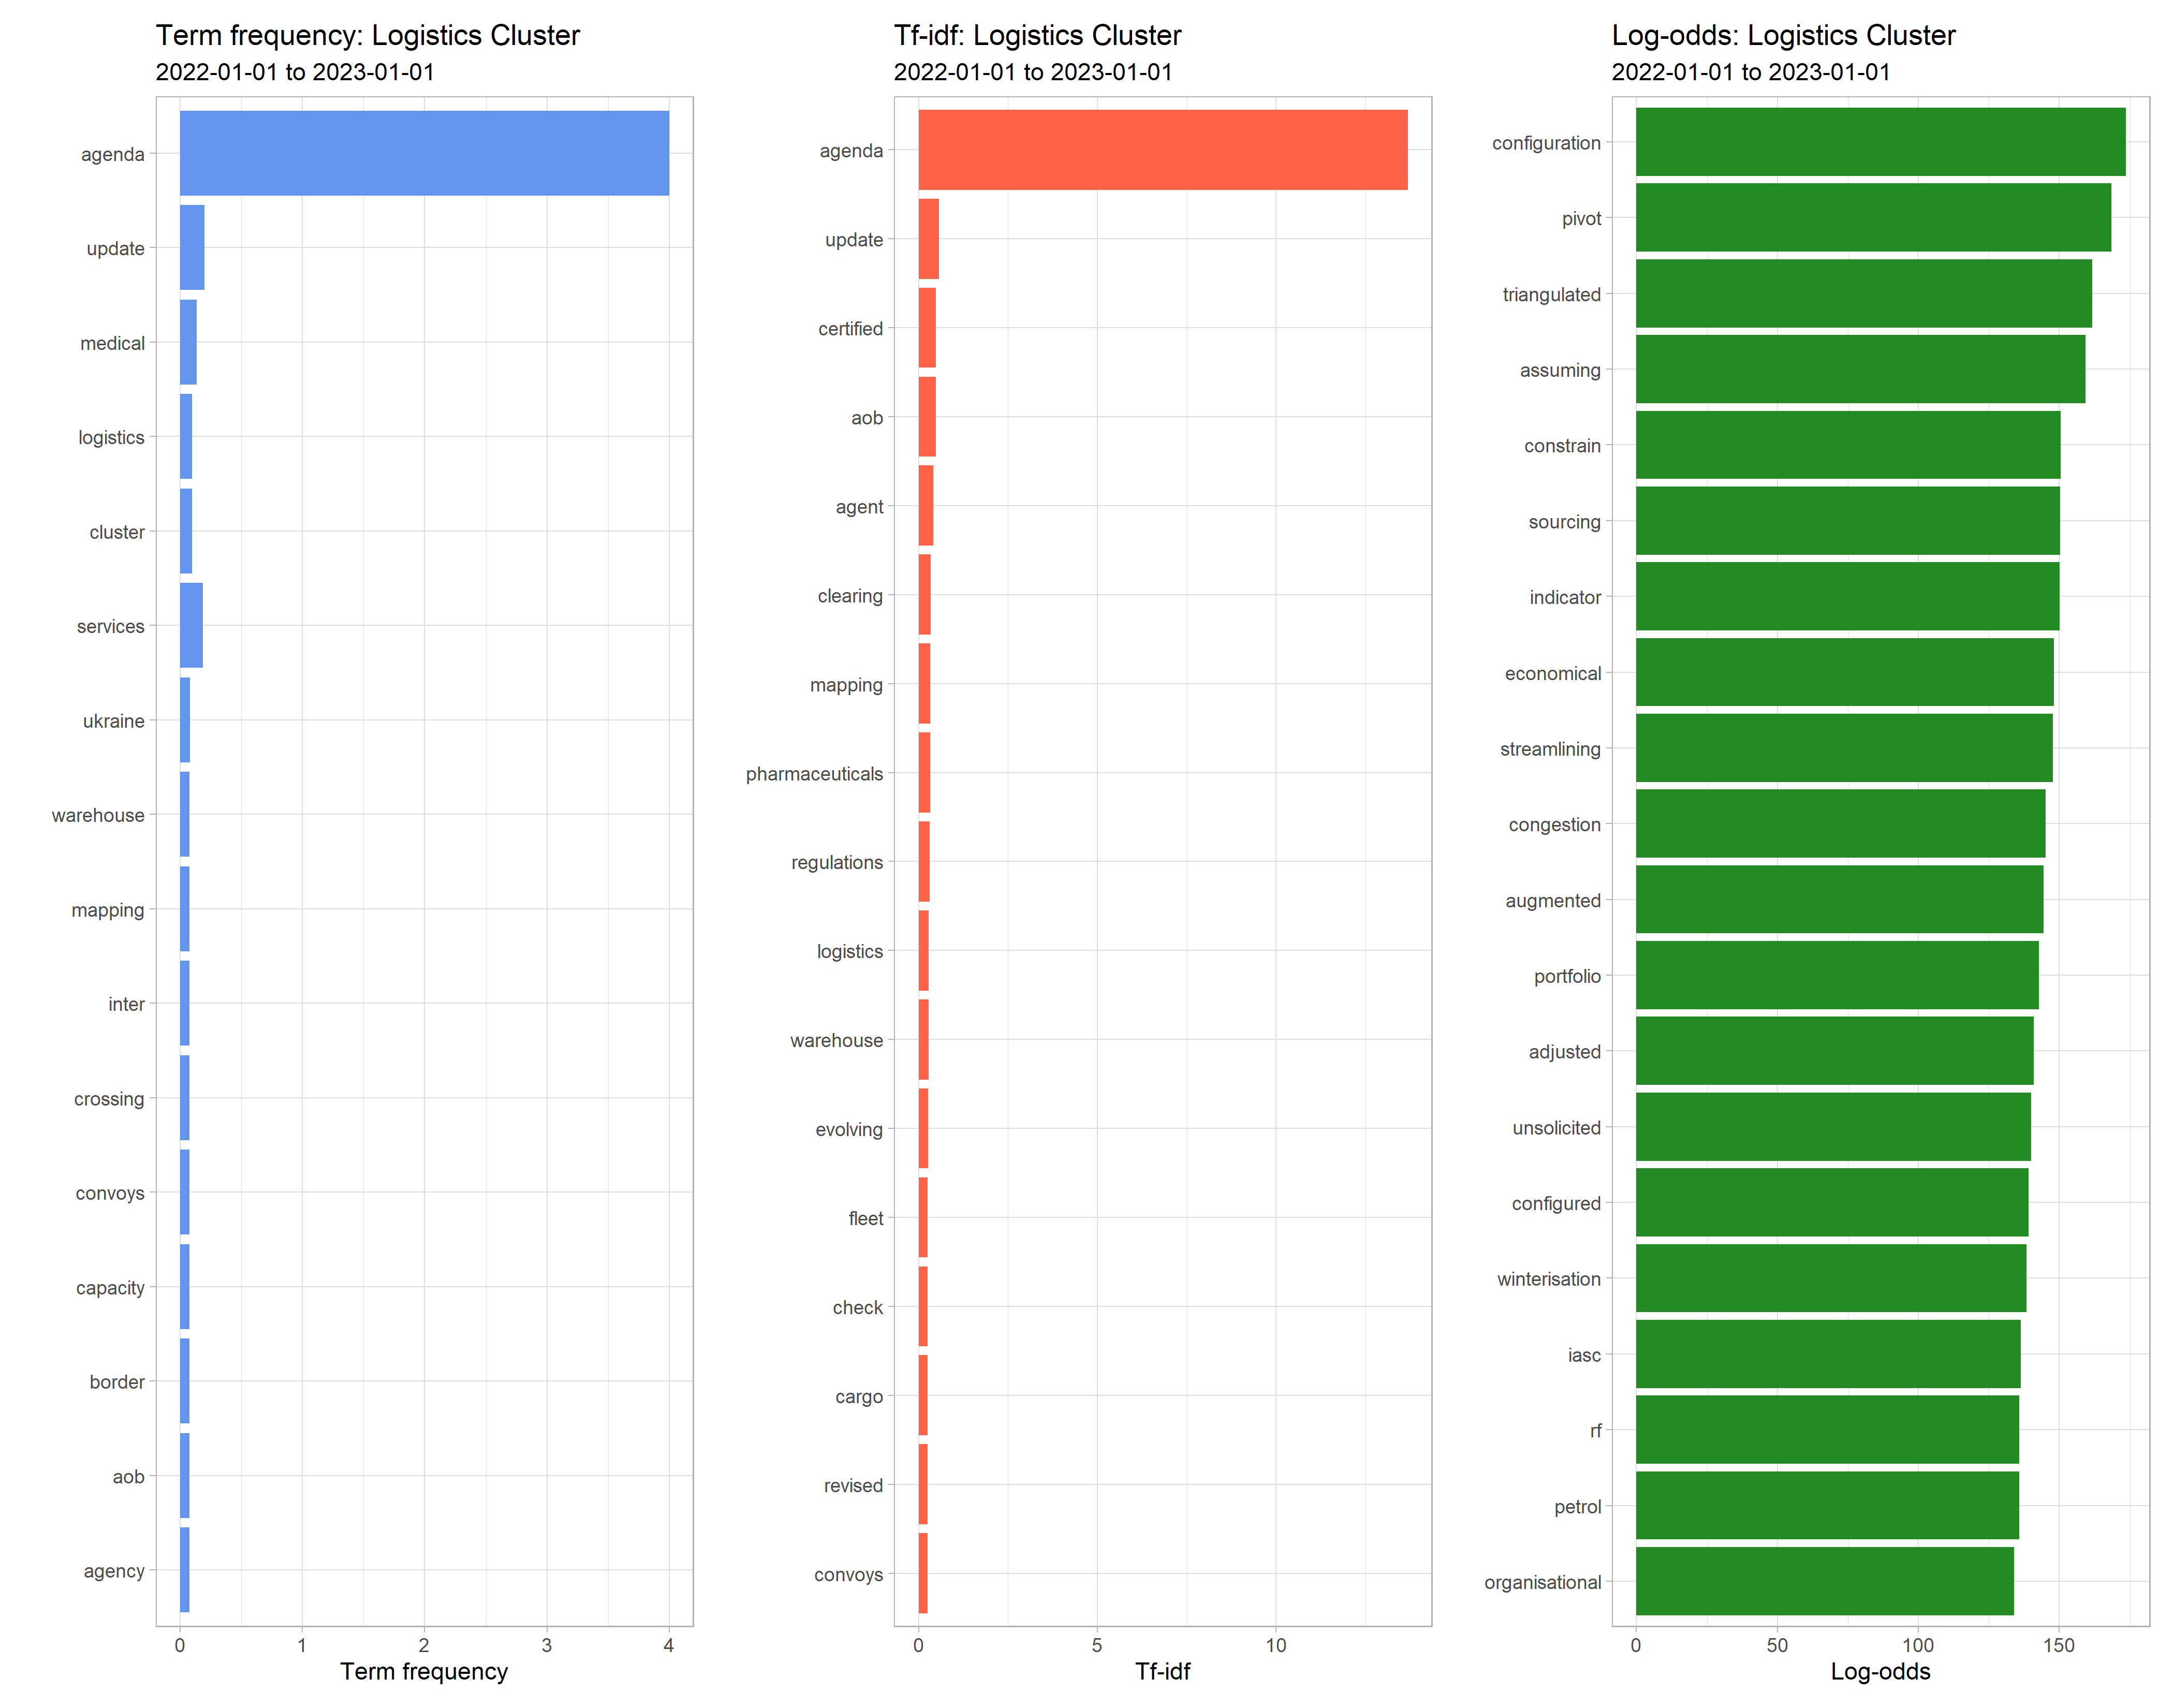 Term frequency: Logistics Cluster
2022-01-01 to 2023-01-01
agenda
update
medical
logistics
cluster
services
ukraine
warehouse
mapping
inter
crossing
convoys
capacity
border
aob
agency
0 1 2 3 4
Term frequency
Tf-idf: Logistics Cluster
2022-01-01 to 2023-01-01
agenda
update
certified
aob
agent
clearing
mapping
pharmaceuticals
regulations
logistics
warehouse
evolving
fleet
check
cargo
revised
convoys
0 5 10
Tf-idf
Log-odds: Logistics Cluster
2022-01-01 to 2023-01-01
configuration
pivot
triangulated
assuming
constrain
sourcing
indicator
economical
streamlining
congestion
augmented
portfolio
adjusted
unsolicited
configured
winterisation
iasc
rf
petrol
organisational
0 50 100 150
Log-odds